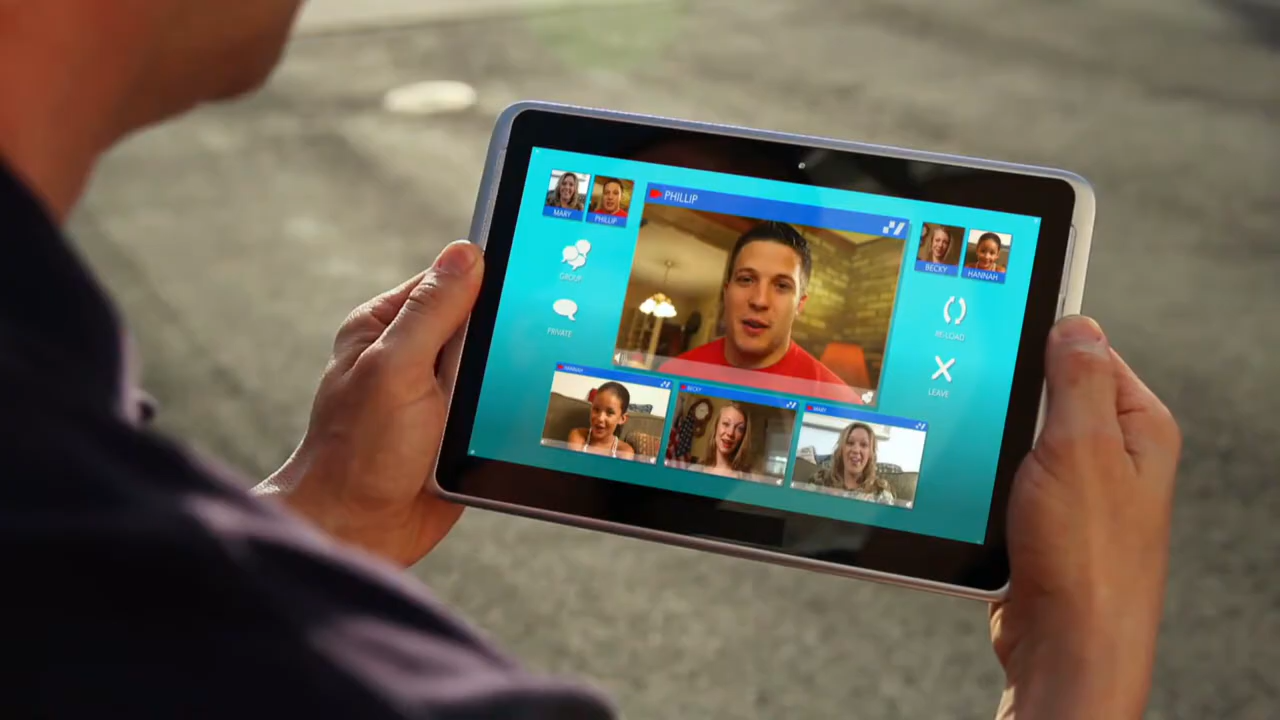 MARY
PHILLIP
PHILLIP
BECKY
HANNAH
GROUP
PRIVATE
RELOAD
LEAVE
HANNAH
BECKY
MARY